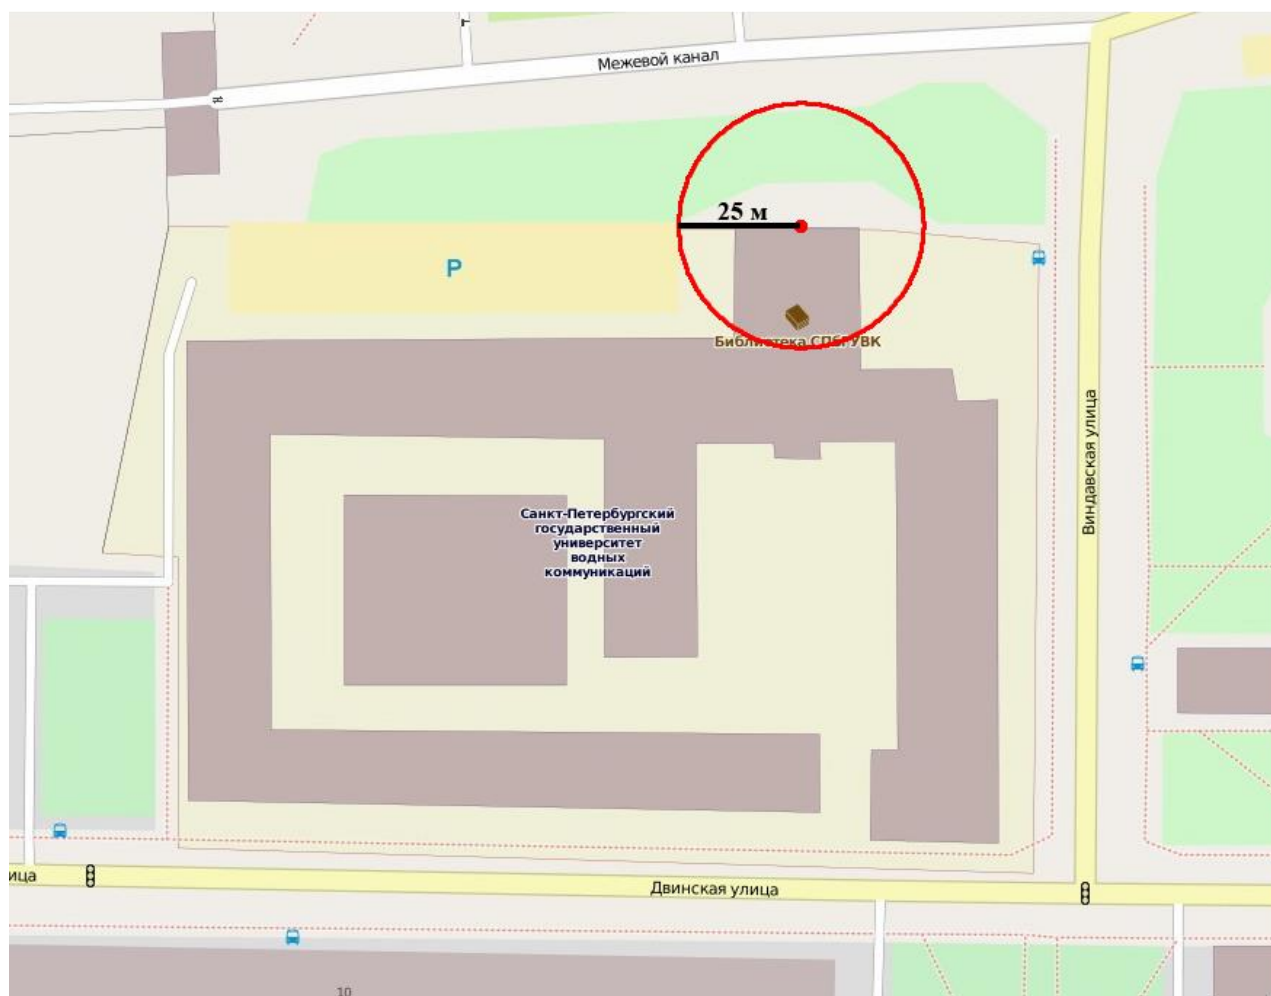 Межевой канал
25 м
P
Библиотека СПбГУВК
Виндавская улица
Санкт-Петербургский
государственный
университет
водных
коммуникаций
ица
Двинская улица
10